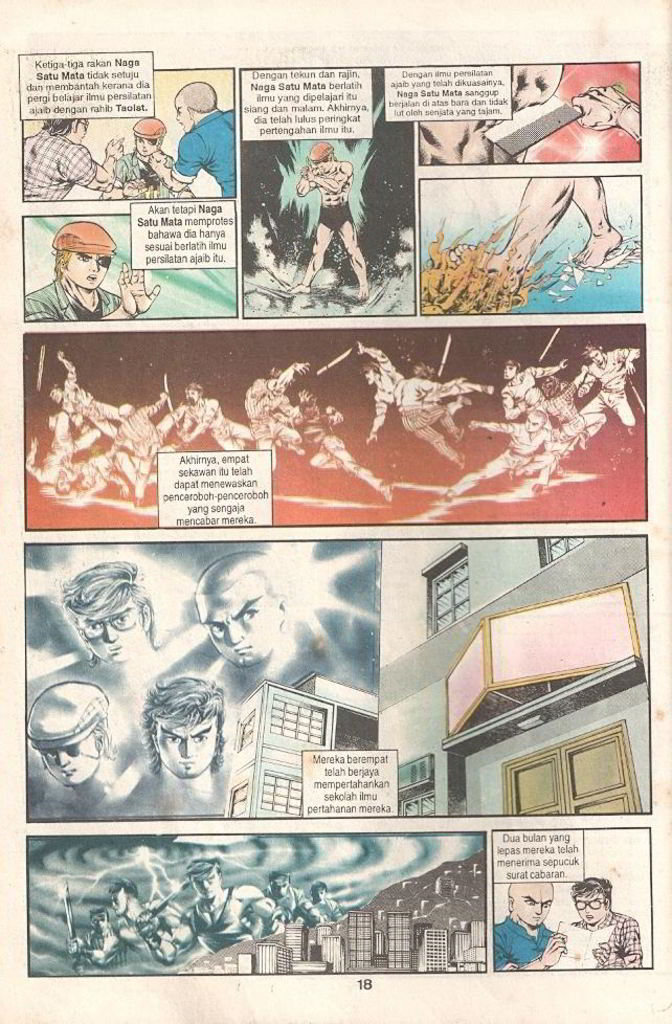 Ketiga-tiga rakan Naga
Satu Mata tidak setuju
dan membantah kerana dia
pergi belajar ilmu persilatan
ajaib dengan rahib Taolat.
Akan tetapi Naga
Satu Mata memprotes
bahawa dia hanya
sesuai berlatih ilmu
persilatan ajaib itu.
Dengan tekun dan rajin,
Naga Satu Mata berlatih
ilmu yang dipelajari itu
siang dan malam. Akhirnya,
dia telah lulus peringkat
pertengahan ilmu itu.
Dengan ilmu persilatan
ajaib yang telah dikuasainya,
Naga Satu Mata sanggup
berjalan di atas bara dan tidak
lut oleh senjata yang tajam.
Akhirnya, empat
sekawan itu telah
dapat menewaskan
penceroboh-penceroboh
yang sengaja
mencabar mereka.
Mereka berempat
telah berjaya
mempertahankan
sekolah ilmu
pertahanan mereka.
Dua bulan yang
lepas mereka telah
menerima sepucuk
surat cabaran.
18